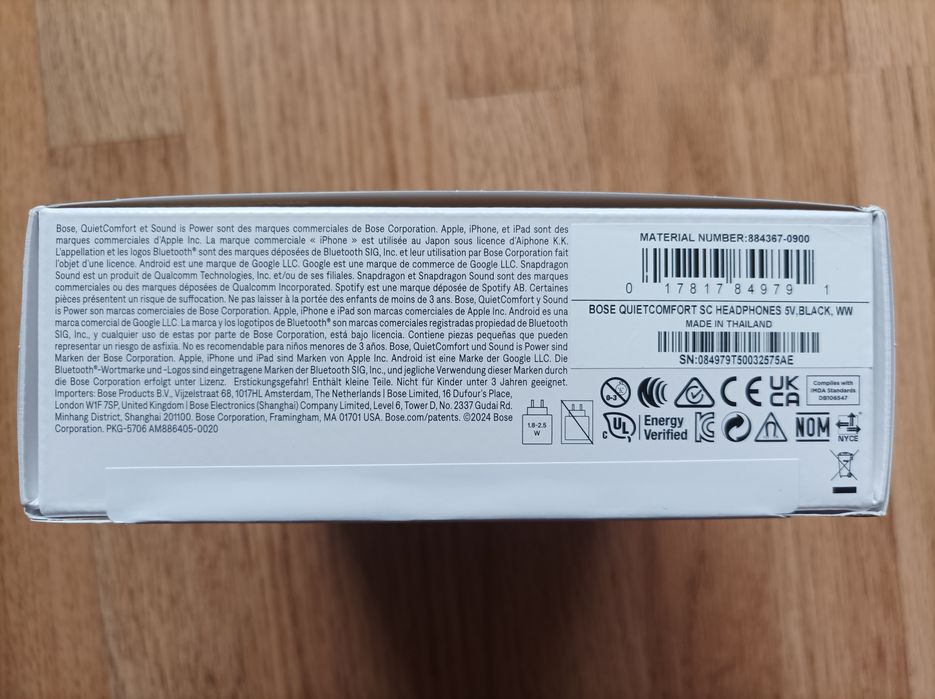 Bose, QuietComfort et Sound is Power sont des marques commerciales de Bose Corporation. Apple, iPhone, et iPad sont des
marques commerciales d'Apple Inc. La marque commerciale « iPhone » est utilisée au Japon sous licence d'Aiphone K.K.
L'appellation et les logos Bluetooth® sont des marques déposées de Bluetooth SIG, Inc. et leur utilisation par Bose Corporation fait
l'objet d'une licence. Android est une marque de Google LLC. Google est une marque de commerce de Google LLC. Snapdragon
Sound est un produit de Qualcomm Technologies, Inc. et/ou de ses filiales. Snapdragon et Snapdragon Sound sont des marques
commerciales ou des marques déposées de Qualcomm Incorporated. Spotify est une marque déposée de Spotify AB. Certaines
pièces présentent un risque de suffocation. Ne pas laisser à la portée des enfants de moins de 3 ans. Bose, QuietComfort y Sound
is Power son marcas comerciales de Bose Corporation. Apple, iPhone e iPad son marcas comerciales de Apple Inc. Android es una
marca comercial de Google LLC. La marca y los logotipos de Bluetooth® son marcas comerciales registradas propiedad de Bluetooth
SIG, Inc., y cualquier uso de estas por parte de Bose Corporation, está bajo licencia. Contiene piezas pequeñas que pueden
representar un riesgo de asfixia. No es recomendable para niños menores de 3 años. Bose, QuietComfort und Sound is Power sind
Marken der Bose Corporation. Apple, iPhone und iPad sind Marken von Apple Inc. Android ist eine Marke der Google LLC. Die
Bluetooth®-Wortmarke und -Logos sind eingetragene Marken der Bluetooth SIG, Inc., und jegliche Verwendung dieser Marken durch
die Bose Corporation erfolgt unter Lizenz. Erstickungsgefahr! Enthält kleine Teile. Nicht für Kinder unter 3 Jahren geeignet.
Importers: Bose Products B.V., Vijzelstraat 68, 1017HL Amsterdam, The Netherlands | Bose Limited, 16 Dufour's Place,
London W1F 7SP, United Kingdom | Bose Electronics (Shanghai) Company Limited, Level 6, Tower D, No. 2337 Gudai Rd.
Minhang District, Shanghai 201100. Bose Corporation, Framingham, MA 01701 USA. Bose.com/patents. ©2024 Bose
Corporation. PKG-5706 AM886405-0020
1.8-2.5
W
MATERIAL NUMBER:884367-0900
0 17817 84979 1
BOSE QUIETCOMFORT SC HEADPHONES 5V,BLACK, WW
MADE IN THAILAND
SN:084979T50032575AE
0-3
CE
UK
CA
Complies with
IMDA Standards
DB106547
c UL
Energy
Verified
NOM
NYCE